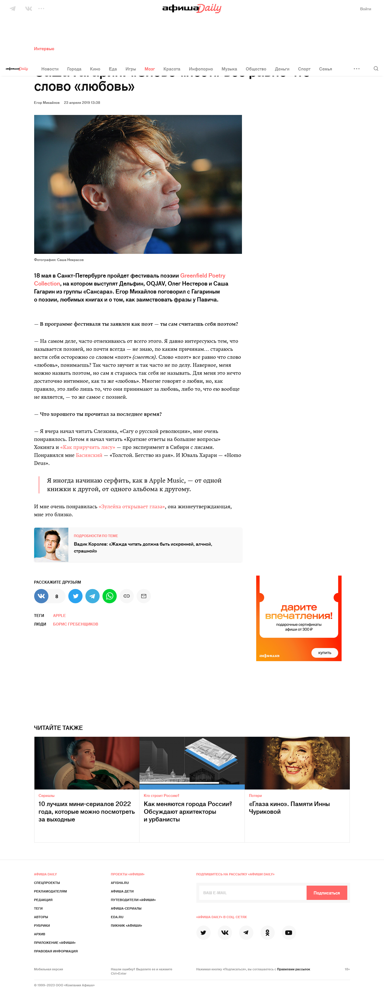 афиша Daily
Войти
Интервью
афиша Daily
Новости
Города
Кино
Еда
Игры
Мозг
Красота
Инфопорно
Музыка
Общество
Деньги
Спорт
Семья
слово «любовь»
Егор Михайлов 23 апреля 2019 13:38
Фотография: Саша Некрасов
18 мая в Санкт-Петербурге пройдет фестиваль поэзии Greenfield Poetry
Collection, на котором выступят Дельфин, OQJAV, Олег Нестеров и Саша
Гагарин из группы «Сансара». Егор Михайлов поговорил с Гагариным
о поэзии, любимых книгах и о том, как заимствовать фразы у Павича.
— В программе фестиваля ты заявлен как поэт — ты сам считаешь себя поэтом?
— На самом деле, часто отнекиваюсь от всего этого. Я давно интересуюсь тем, что
называется поэзией, но почти всегда — не знаю, по каким причинам… стараюсь
вести себя осторожно со словом «поэт» (смеется). Слово «поэт» все равно что слово
«любовь», понимаешь? Так часто звучит и так часто не по делу. Наверное, меня
можно назвать поэтом, но сам я стараюсь так себя не называть. Для меня это нечто
достаточно интимное, как та же «любовь». Многие говорят о любви, но, как
правило, это либо лишь то, что они принимают за любовь, либо то, что ею вообще
не является, — то же самое с поэзией.
— Что хорошего ты прочитал за последнее время?
— Я вчера начал читать Слезкина, «Сагу о русской революции», мне очень
понравилось. Потом я начал читать «Краткие ответы на большие вопросы»
Хокинга и «Как приручить лису» — про эксперимент в Сибири с лисами.
Понравился мне Басинский — «Толстой. Бегство из рая». И Юваль Харари — «Homo
Deus».
Я иногда начинаю серфить, как в Apple Music, — от одной
книжки к другой, от одного альбома к другому.
И мне очень понравилась «Зулейха открывает глаза», она жизнеутверждающая,
мне это близко.
ПОДРОБНОСТИ ПО ТЕМЕ
Вадик Королев: «Жажда читать должна быть искренней, алчной,
страшной»
РАССКАЖИТЕ ДРУЗЬЯМ
8
ТЕГИ APPLE
ЛЮДИ БОРИС ГРЕБЕНЩИКОВ
дарите
впечатления!
подарочные сертификаты
афиши от 300 ₽
афиша
купить
ЧИТАЙТЕ ТАКЖЕ
Сериалы
10 лучших мини-сериалов 2022
года, которые можно посмотреть
за выходные
Кто строит Россию?
Как меняются города России?
Обсуждают архитекторы
и урбанисты
Потери
«Глаза кино». Памяти Инны
Чуриковой
АФИША DAILY
СПЕЦПРОЕКТЫ
РЕКЛАМОДАТЕЛЯМ
РЕДАКЦИЯ
ТЕГИ
АВТОРЫ
РУБРИКИ
АРХИВ
ПРИЛОЖЕНИЕ «АФИШИ»
ПРАВОВАЯ ИНФОРМАЦИЯ
ПРОЕКТЫ «АФИШИ»
AFISHA.RU
АФИША ДЕТИ
ПУТЕВОДИТЕЛИ «АФИШИ»
АФИША-СЕРИАЛЫ
EDA.RU
ПИКНИК «АФИШИ»
ПОДПИШИТЕСЬ НА РАССЫЛКУ «АФИШИ DAILY»
ВАШ E-MAIL
Подписаться
«АФИША DAILY» В СОЦ. СЕТЯХ
Мобильная версия
Нашли ошибку? Выделите ее и нажмите
Ctrl+Enter
Нажимая кнопку «Подписаться», вы соглашаетесь с Правилами рассылок
18+
© 1999–2023 ООО «Компания Афиша»